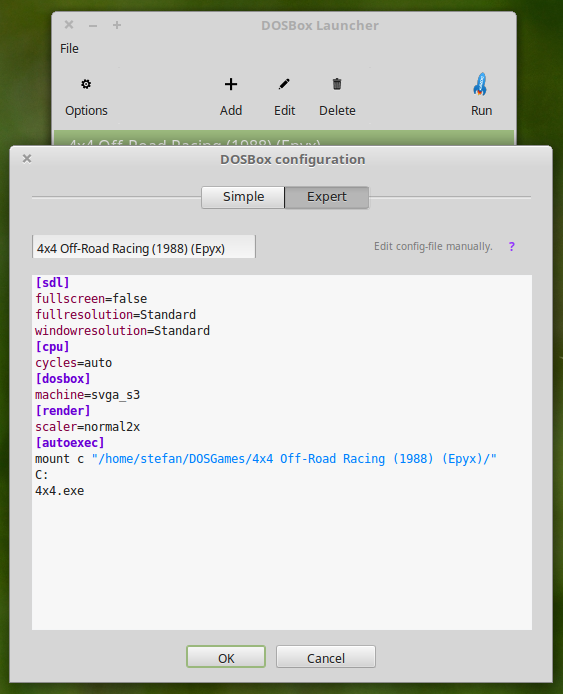 DOSBox Launcher
File
Options Add Edit Delete Run
4x4 Off-Road Racing (1988) (Epyx)
DOSBox configuration
Simple Expert
4x4 Off-Road Racing (1988) (Epyx)
Edit config-file manually. ?
[sdl]
fullscreen=false
fullresolution=Standard
windowresolution=Standard
[cpu]
cycles=auto
[dosbox]
machine=svga_s3
[render]
scaler=normal2x
[autoexec]
mount c "/home/stefan/DOSGames/4x4 Off-Road Racing (1988) (Epyx)/"
C:
4x4.exe
OK Cancel